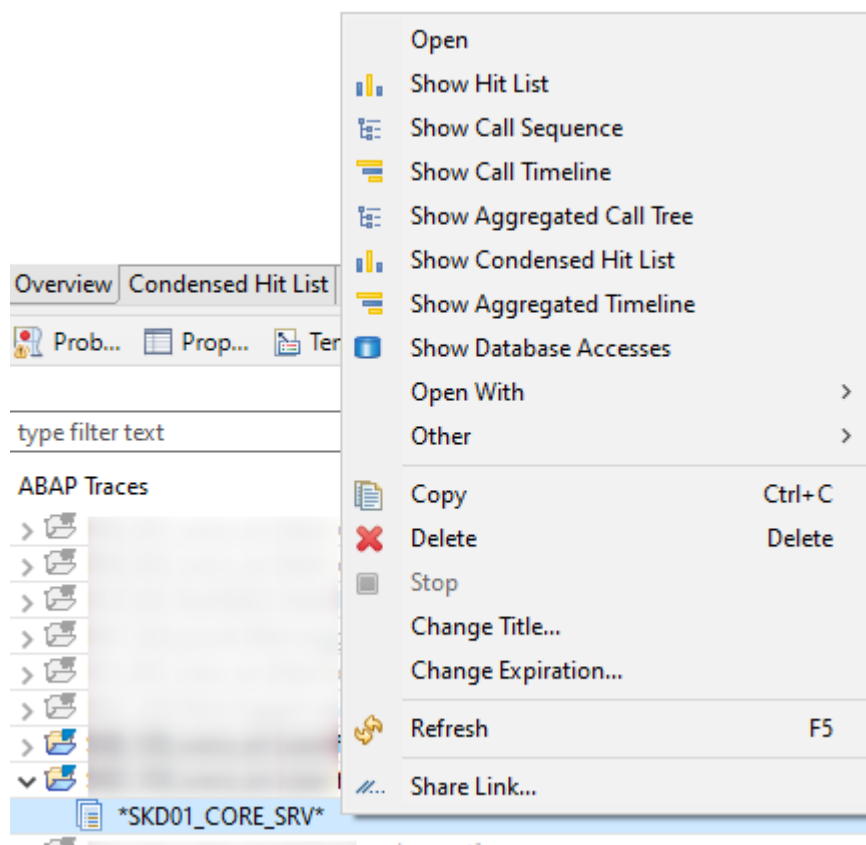 Open
Show Hit List
Show Call Sequence
Show Call Timeline
Show Aggregated Call Tree
Show Condensed Hit List
Show Aggregated Timeline
Show Database Accesses
Open With
Other
Copy Ctrl+C
Delete Delete
Stop
Change Title...
Change Expiration...
Refresh F5
Share Link...
Overview Condensed Hit List
Prob... Prop...
type filter text
ABAP Traces
*SKD01_CORE_SRV*